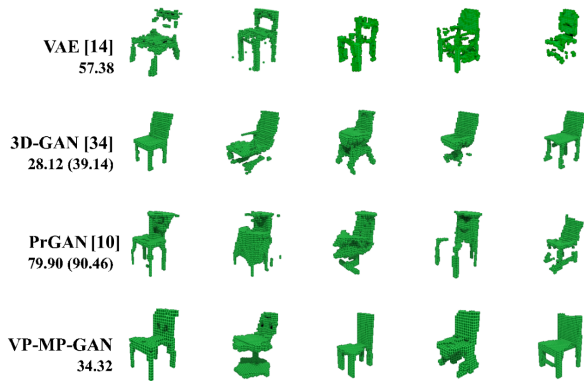 VAE [14]
57.38
3D-GAN [34]
28.12 (39.14)
PrGAN [10]
79.90 (90.46)
VP-MP-GAN
34.32